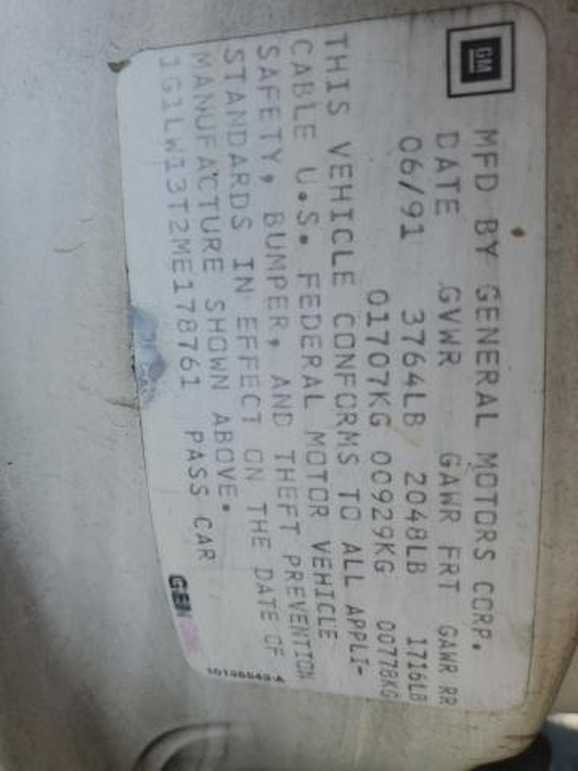 GM
MFD BY GENERAL MOTORS CORP.
DATE GVWR GAWR FRT GAWR RR
06/91 3764LB 2048LB 1716LB
01707KG 00929KG 00778KG
THIS VEHICLE CONFORMS TO ALL APPLI-
CABLE U.S. FEDERAL MOTOR VEHICLE
SAFETY, BUMPER, AND THEFT PREVENTION
STANDARDS IN EFFECT ON THE DATE OF
MANUFACTURE SHOWN ABOVE.
1G1LW13T2ME178761 PASS CAR